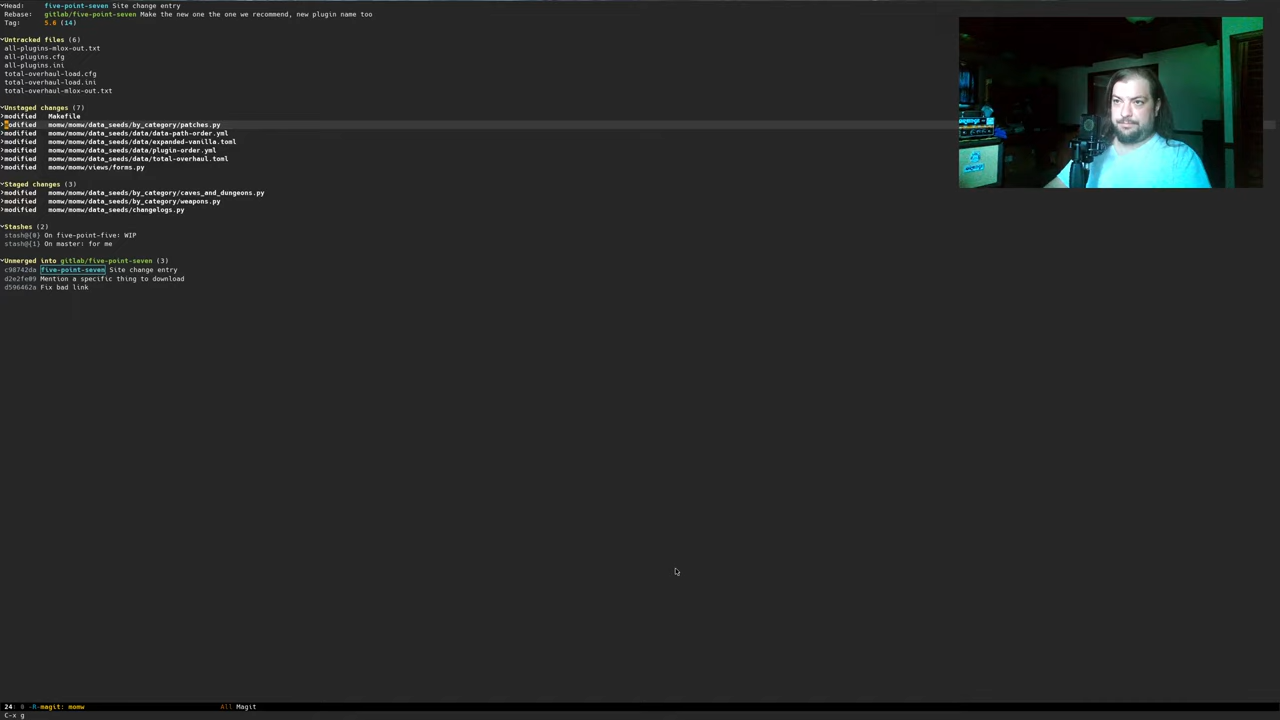 Head: five-point-seven Site change entry
Rebase: gitlab/five-point-seven Make the new one the one we recommend, new plugin name too
Tag: 5.6 (14)
Untracked files (6)
all-plugins-mlox-out.txt
all-plugins.cfg
all-plugins.ini
total-overhaul-load.cfg
total-overhaul-load.ini
total-overhaul-mlox-out.txt
Unstaged changes (7)
modified Makefile
modified momw/momw/data_seeds/by_category/patches.py
modified momw/momw/data_seeds/data/data-path-order.yml
modified momw/momw/data_seeds/data/expanded-vanilla.toml
modified momw/momw/data_seeds/data/plugin-order.yml
modified momw/momw/data_seeds/data/total-overhaul.toml
modified momw/momw/views/forms.py
Staged changes (3)
modified momw/momw/data_seeds/by_category/caves_and_dungeons.py
modified momw/momw/data_seeds/by_category/weapons.py
modified momw/momw/data_seeds/changelogs.py
Stashes (2)
stash@{0} On five-point-five: WIP
stash@{1} On master: for me
Unmerged into gitlab/five-point-seven (3)
c98742da five-point-seven Site change entry
d2e2fe09 Mention a specific thing to download
d596462a Fix bad link
24: 0 -R-magit: momw All Magit
C-x g